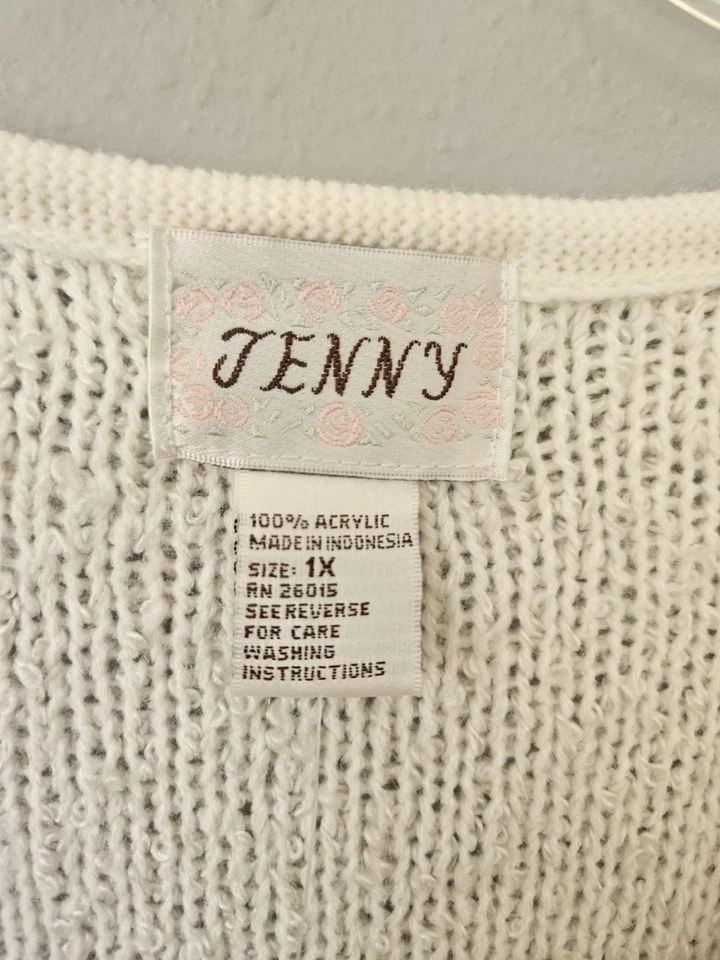 JENNY
100% ACRYLIC
MADE IN INDONESIA
SIZE: 1X
RN 26015
SEE REVERSE
FOR CARE
WASHING
INSTRUCTIONS